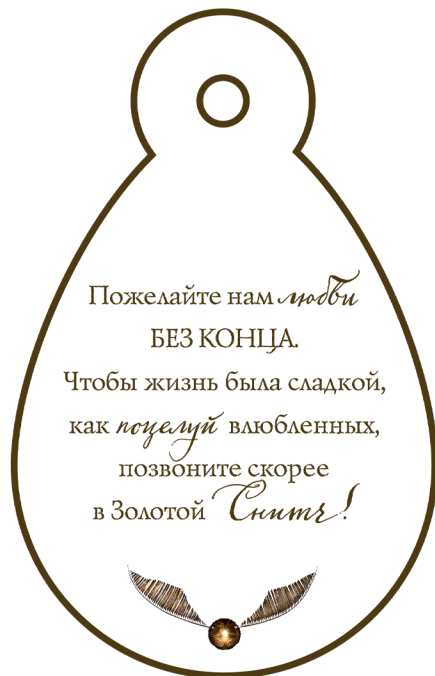 Пожелайте нам любви
БЕЗ КОНЦА.
Чтобы жизнь была сладкой,
как поцелуй влюбленных,
позвоните скорее
в Золотой Снитч!